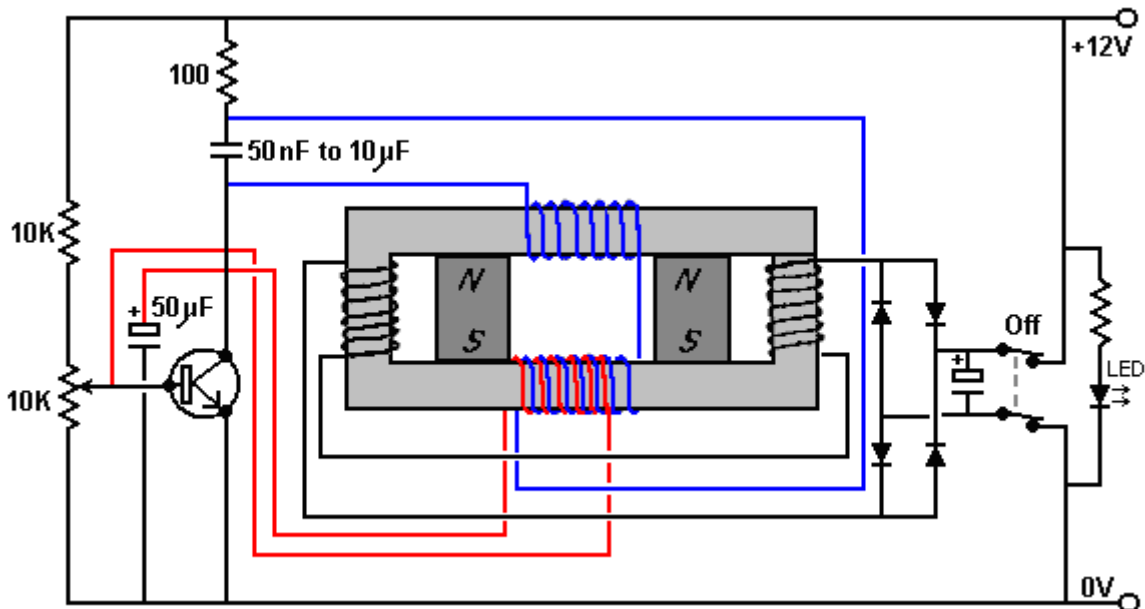 +12V
100
50nF to 10µF
10K
50µF
+
N
S
N
S
Off
+
LED
10K
0V